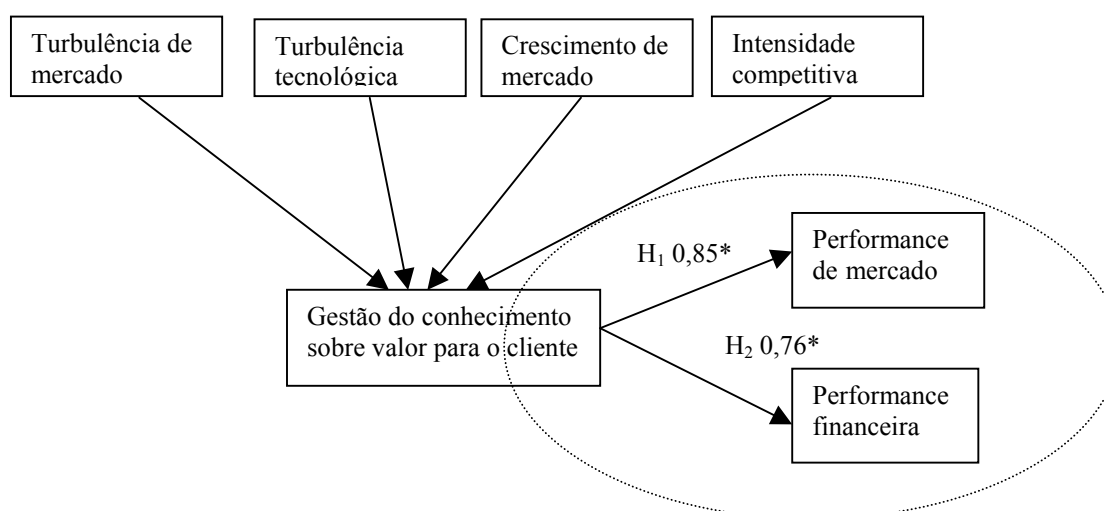 Turbulência de
mercado
Turbulência
tecnológica
Crescimento de
mercado
Intensidade
competitiva
H₁ 0,85*
Performance
de mercado
Gestão do conhecimento
sobre valor para o cliente
H₂ 0,76*
Performance
financeira